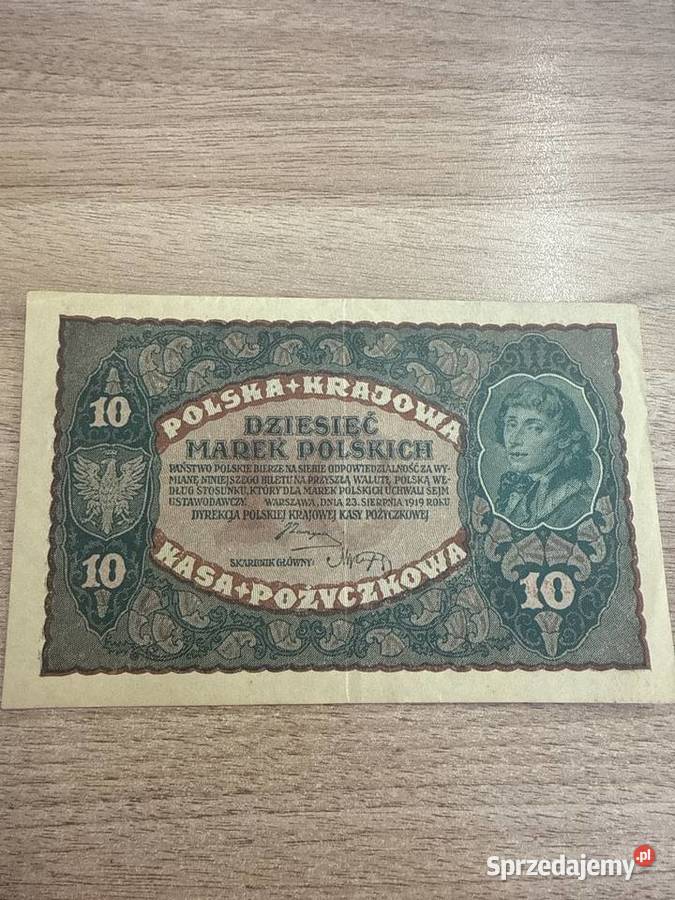 POLSKA+KRAJOWA
10
DZIESIĘĆ
MAREK POLSKICH
PAŃSTWO POLSKIE BIERZE NA SIEBIE ODPOWIEDZIALNOŚĆ ZA WY-
MIANĘ NINIEJSZEGO BILETU NA PRZYSZŁĄ WALUTĘ POLSKĄ WE-
DŁUG STOSUNKU, KTÓRY DLA MAREK POLSKICH UCHWALI SEJM
USTAWODAWCZY. WARSZAWA, DNIA 23. SIERPNIA 1919 ROKU
DYREKCJA POLSKIEJ KRAJOWEJ KASY POŻYCZKOWEJ
SKARBNIK GŁÓWNY:
10
10
KASA+POŻYCZKOWA
Sprzedajemy.pl